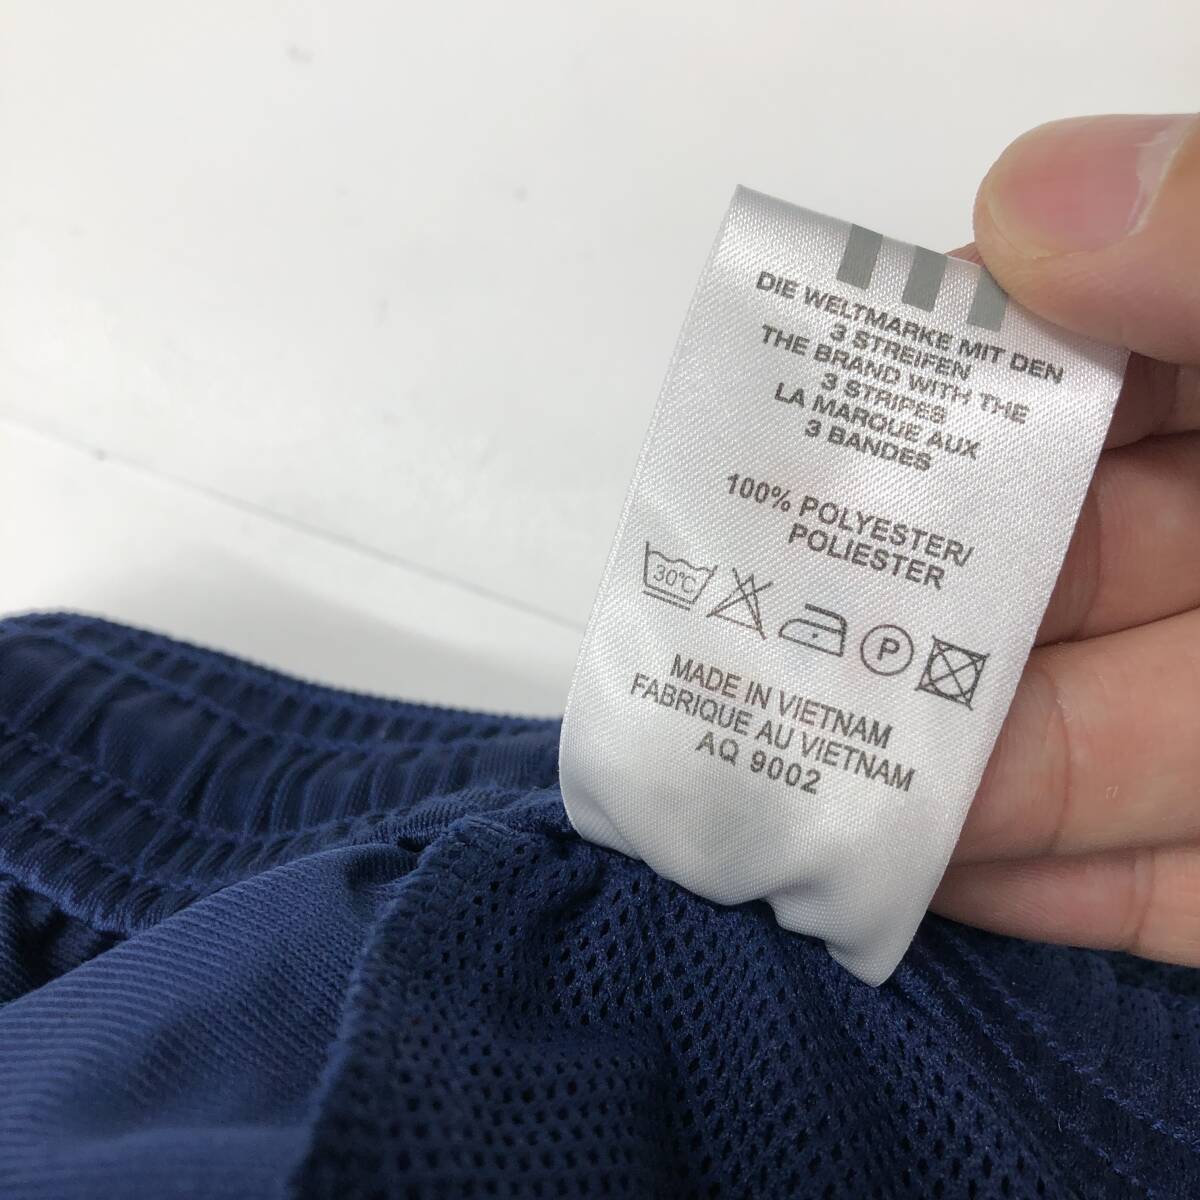 DIE WELTMARKE MIT DEN
3 STREIFEN
THE BRAND WITH THE
3 STRIPES
LA MARQUE AUX
3 BANDES
100% POLYESTER/
POLIESTER
30°C
P
MADE IN VIETNAM
FABRIQUE AU VIETNAM
AQ 9002